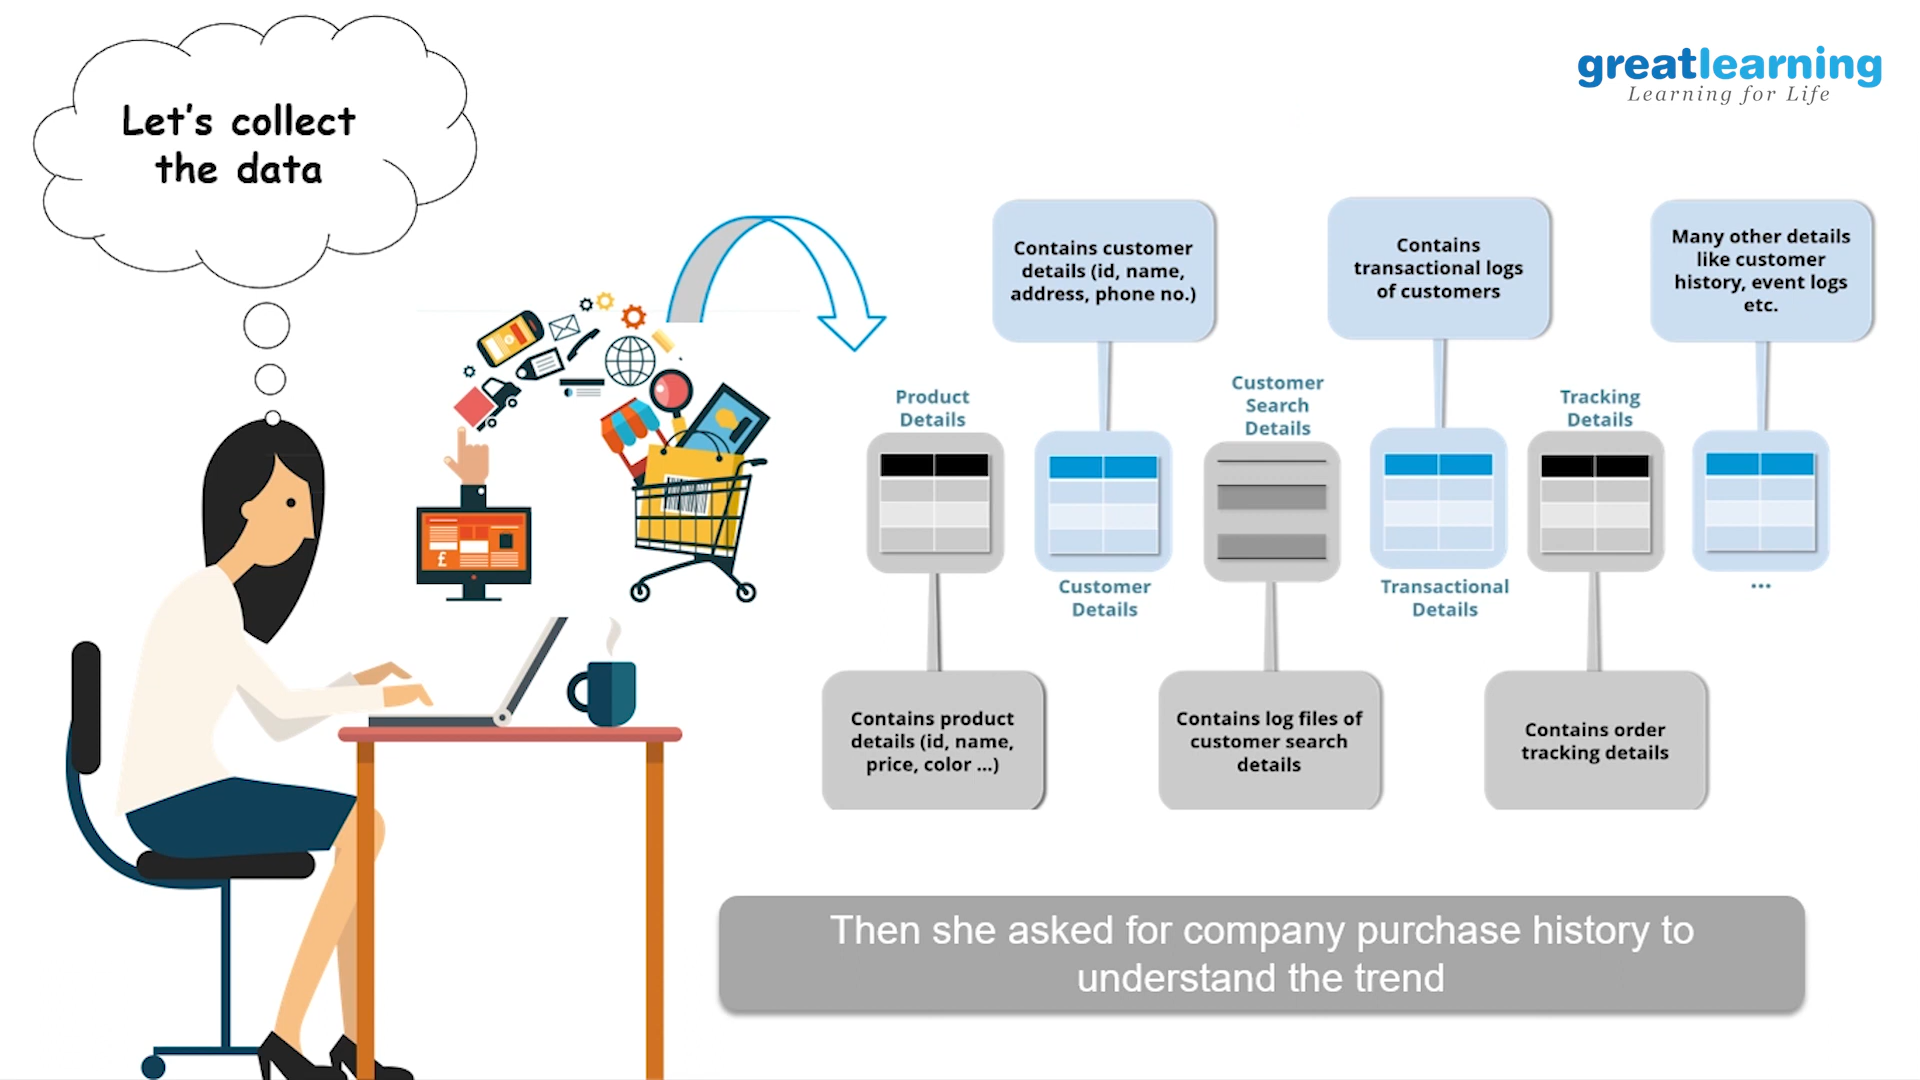 Let's collect
the data
greatlearning
Learning for Life
Contains customer
details (id, name,
address, phone no.)
Contains
transactional logs
of customers
Many other details
like customer
history, event logs
etc.
Product
Details
Customer
Search
Details
Tracking
Details
Customer
Details
Transactional
Details
...
Contains product
details (id, name,
price, color ...)
Contains log files of
customer search
details
Contains order
tracking details
£
Then she asked for company purchase history to
understand the trend